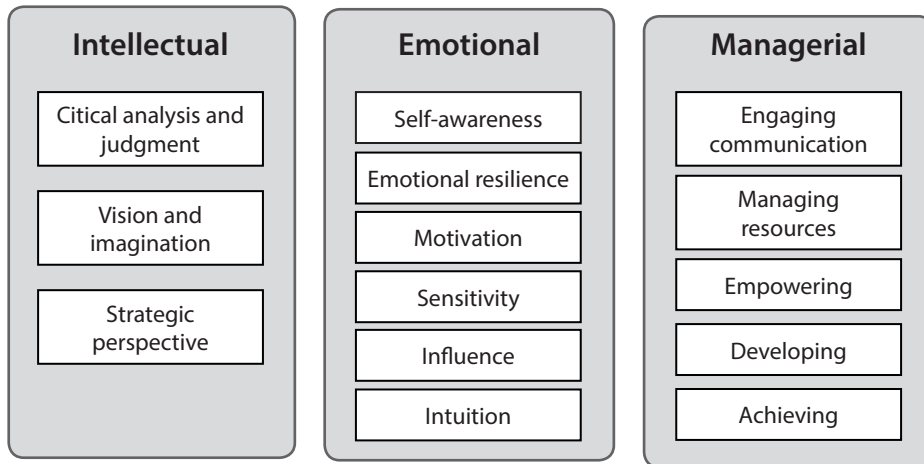 Intellectual
Citical analysis and
judgment
Vision and
imagination
Strategic
perspective
Emotional
Self-awareness
Emotional resilience
Motivation
Sensitivity
Influence
Intuition
Managerial
Engaging
communication
Managing
resources
Empowering
Developing
Achieving